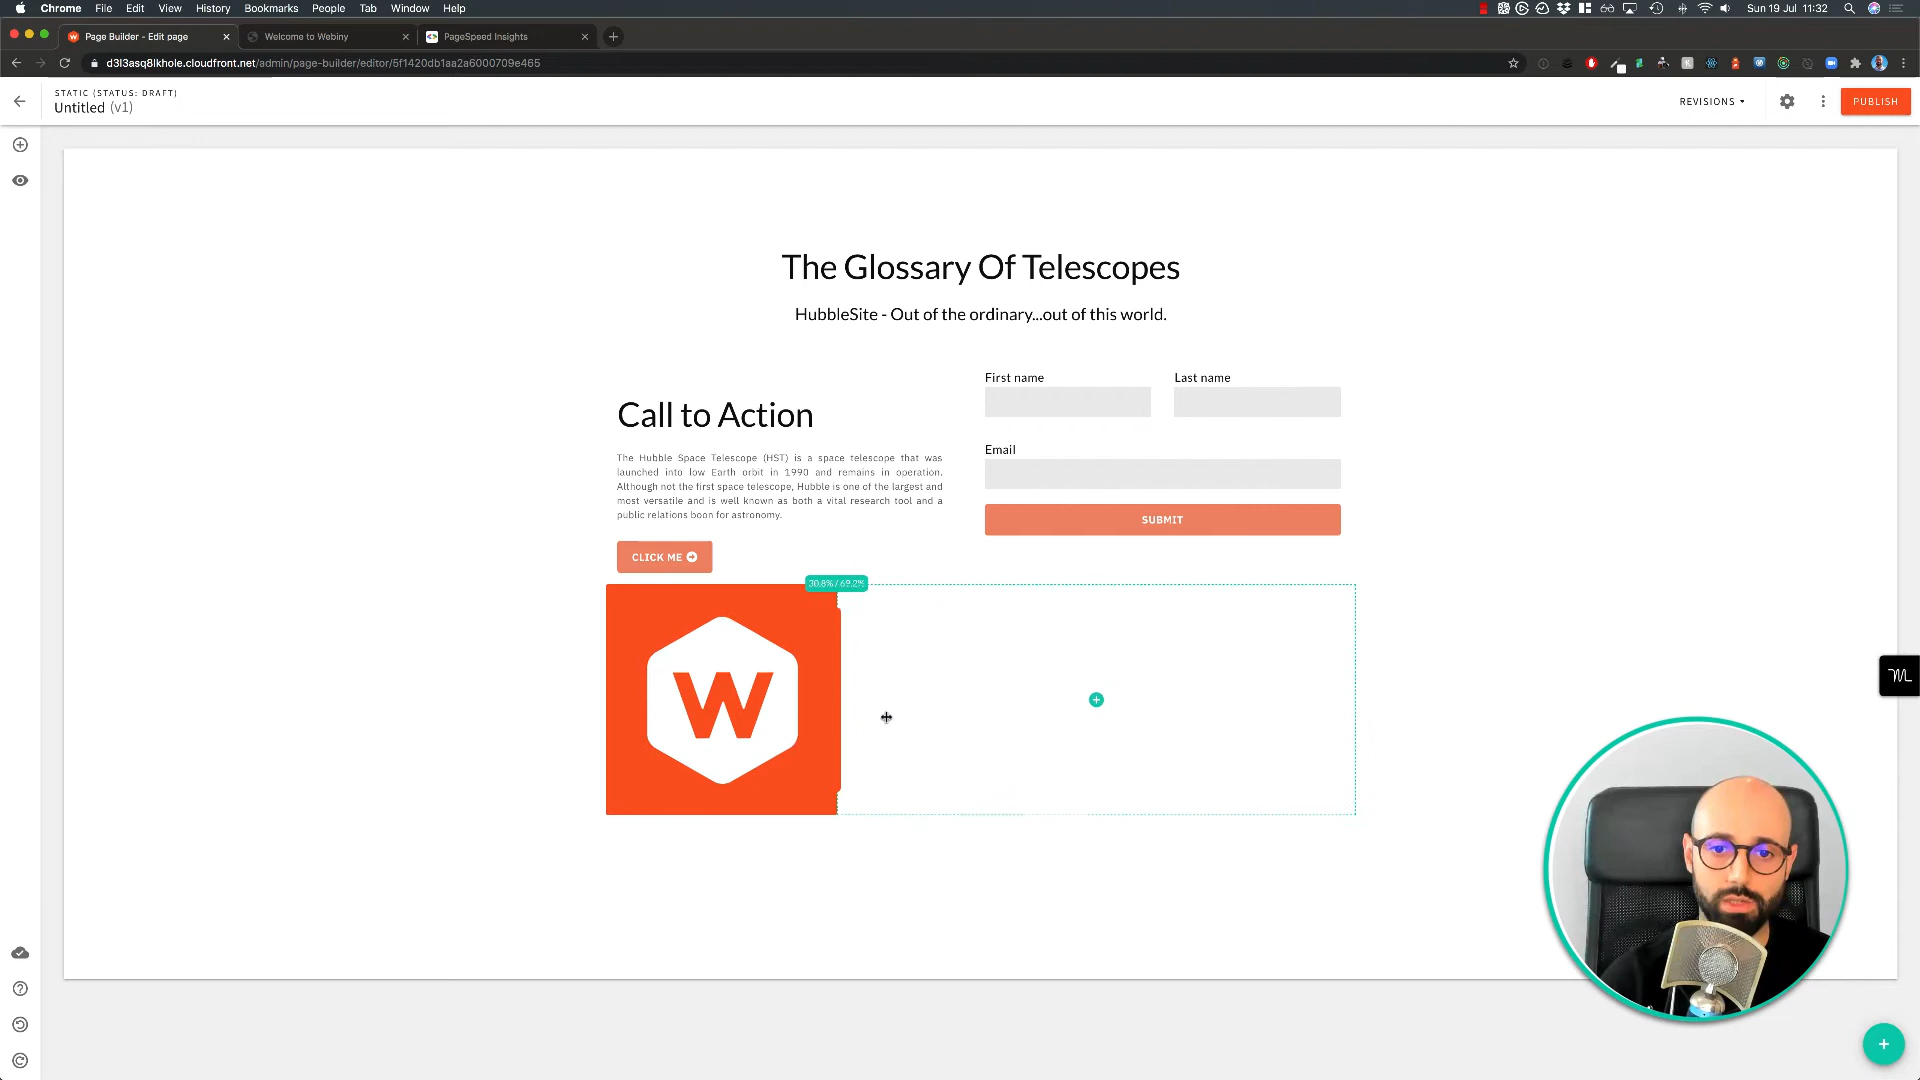 Chrome File Edit View History Bookmarks People Tab Window Help
Sun 19 Jul 11:32
Page Builder - Edit page
Welcome to Webiny
PageSpeed Insights
d3l3asq8lkhole.cloudfront.net/admin/page-builder/editor/5f1420db1aa2a6000709e465
STATIC (STATUS: DRAFT)
Untitled (v1)
REVISIONS
PUBLISH
The Glossary Of Telescopes
HubbleSite - Out of the ordinary...out of this world.
Call to Action
The Hubble Space Telescope (HST) is a space telescope that was
launched into low Earth orbit in 1990 and remains in operation.
Although not the first space telescope, Hubble is one of the largest and
most versatile and is well known as both a vital research tool and a
public relations boon for astronomy.
CLICK ME
First name
Last name
Email
SUBMIT
30.8% / 69.2%
W